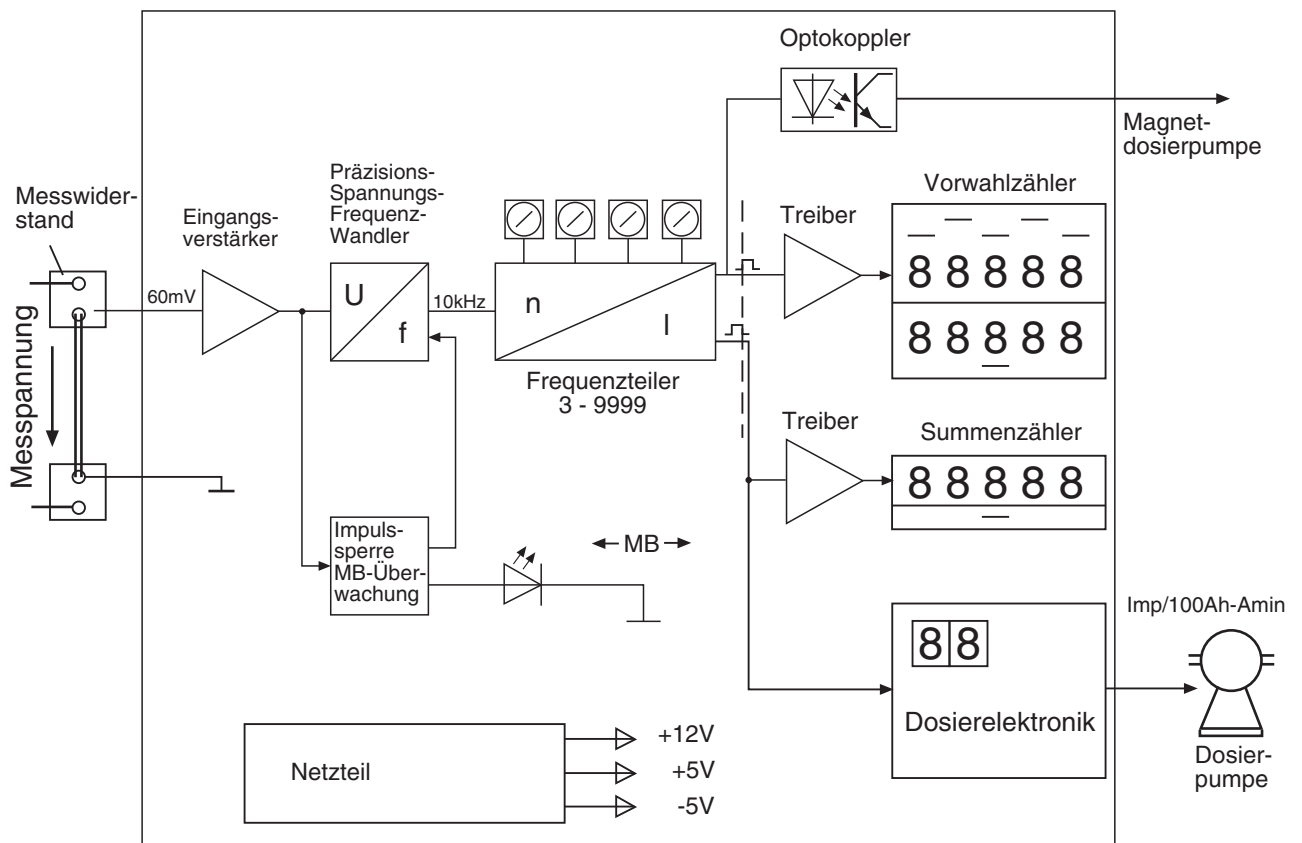 Optokoppler
Magnet-
dosierpumpe
Messwider-
stand
Eingangs-
verstärker
Präzisions-
Spannungs-
Frequenz-
Wandler
Treiber
Vorwahlzähler
60mV
U
f
10kHz
n
I
88888
88888
Messpannung
Frequenzteiler
3 - 9999
Treiber
Summenzähler
88888
Impuls-
sperre
MB-Über-
wachung
MB
Imp/100Ah-Amin
88
Dosierelektronik
Dosier-
pumpe
Netzteil
+12V
+5V
-5V